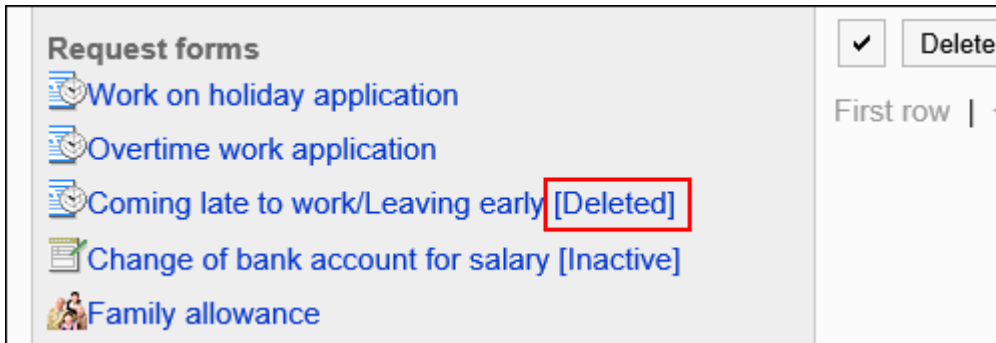 Request forms
Work on holiday application
Overtime work application
Coming late to work/Leaving early [Deleted]
Change of bank account for salary [Inactive]
Family allowance
Delete
First row |